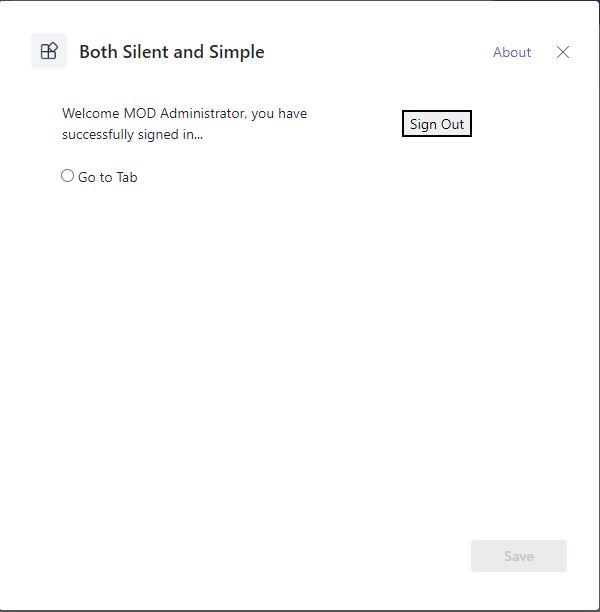 Both Silent and Simple
About
Welcome MOD Administrator, you have
successfully signed in...
Sign Out
Go to Tab
Save